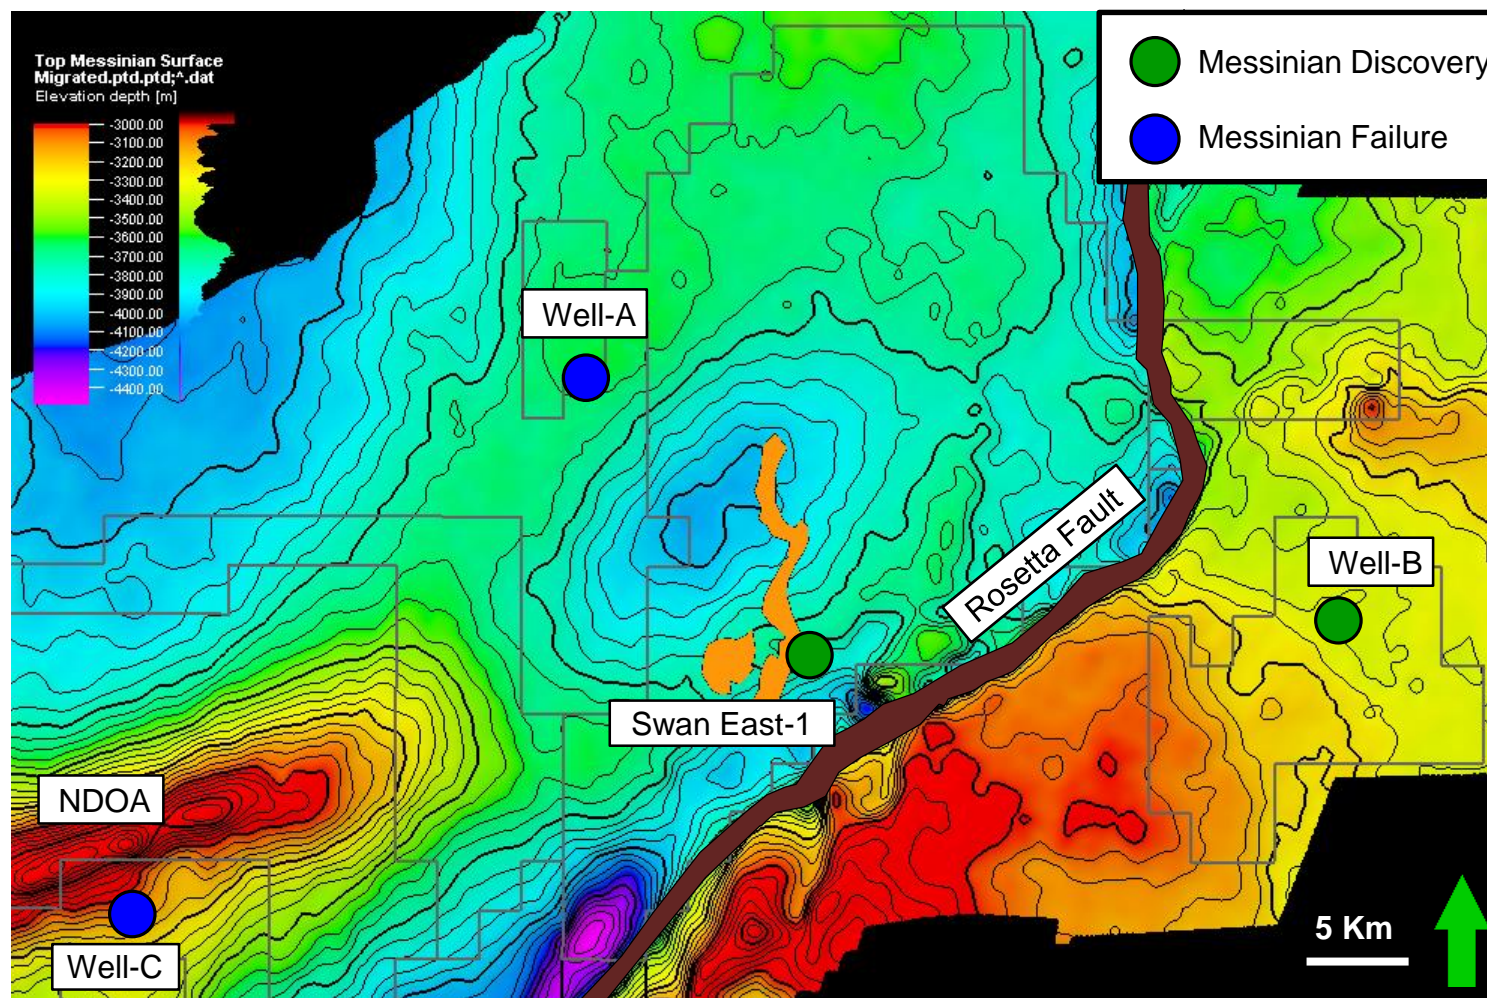 Top Messinian Surface
Migrated.ptd.ptd;^.dat
Elevation depth [m]
-3000.00
-3100.00
-3200.00
-3300.00
-3400.00
-3600.00
-3700.00
-3800.00
-3900.00
-4000.00
-4100.00
-4200.00
-4300.00
-4400.00
Messinian Discovery
Messinian Failure
Well-A
Rosetta Fault
Well-B
Swan East-1
NDOA
Well-C
5 Km